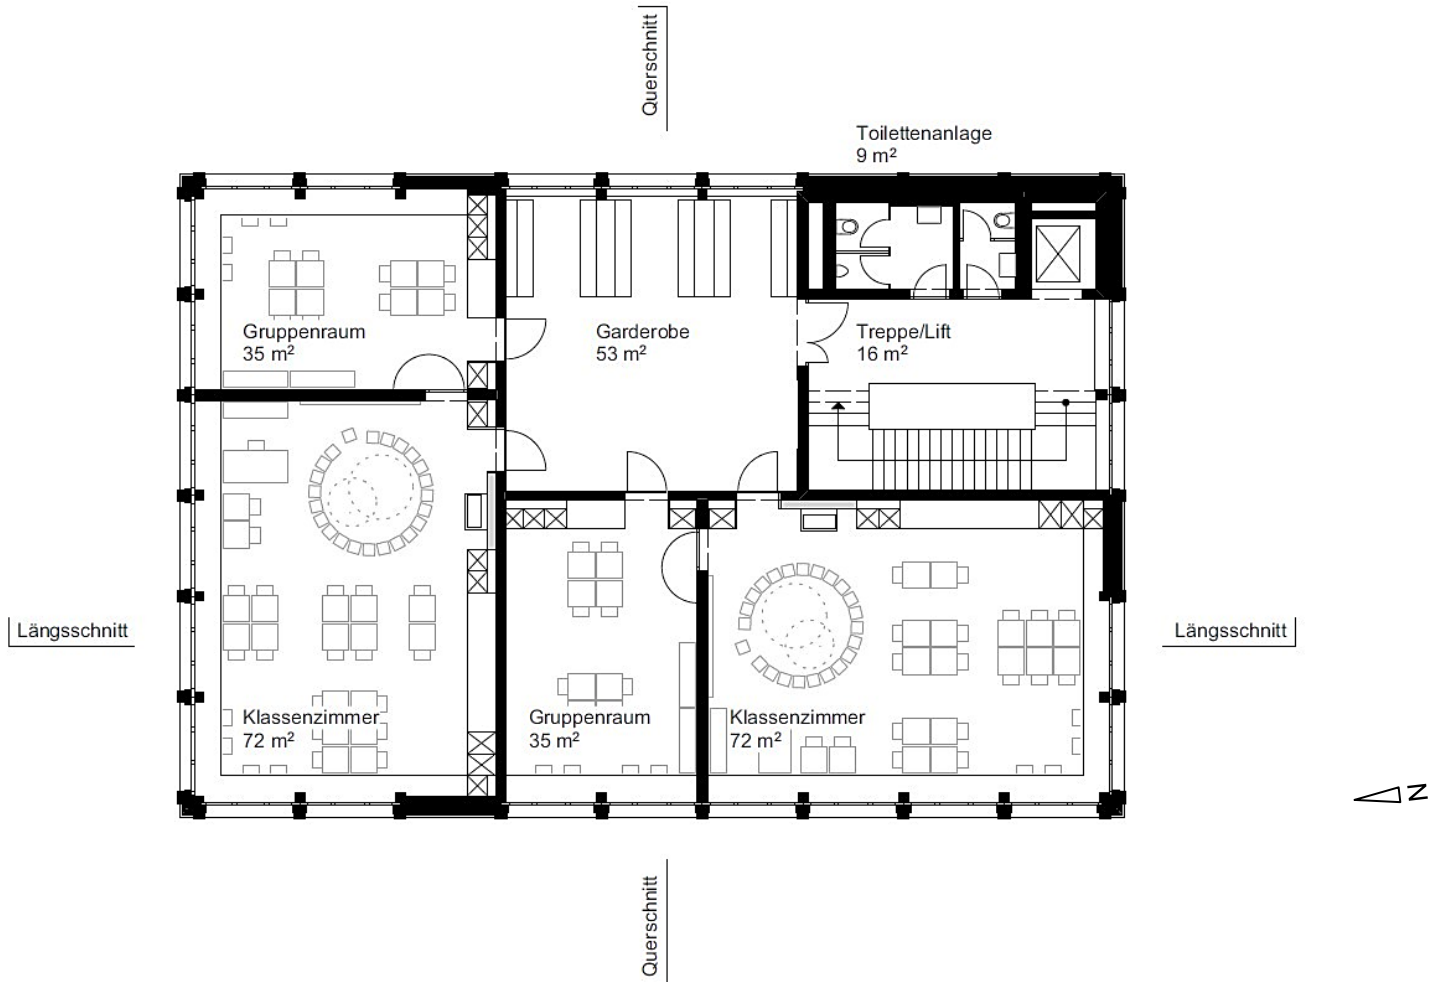 Querschnitt
Toilettenanlage
9 m²
Gruppenraum
35 m²
Garderobe
53 m²
Treppe/Lift
16 m²
Längsschnitt
Längsschnitt
Klassenzimmer
72 m²
Gruppenraum
35 m²
Klassenzimmer
72 m²
N
Querschnitt